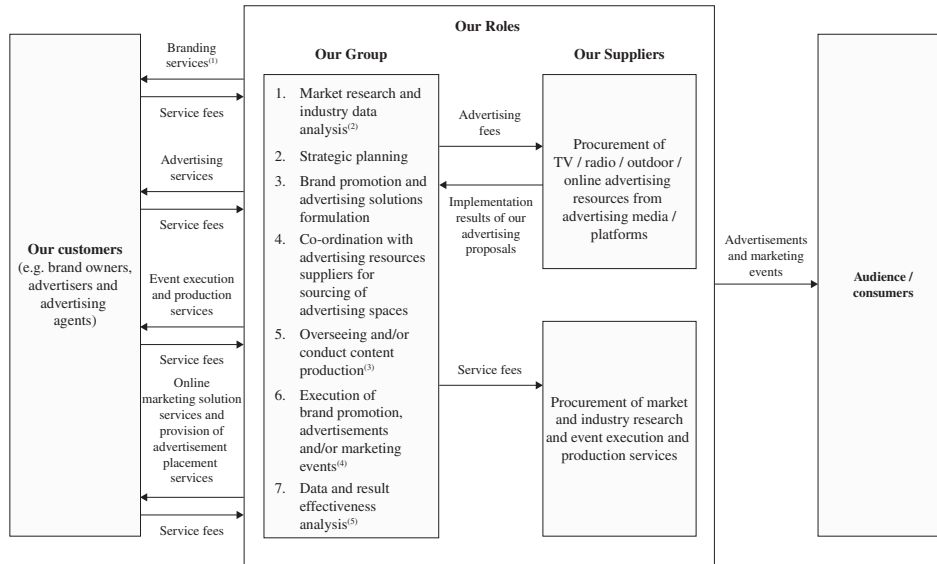 Our Roles
Our customers
(e.g. brand owners,
advertisers and
advertising
agents)
Branding
services(1)
Service fees
Advertising
services
Service fees
Event execution
and production
services
Service fees
Online
marketing solution
services and
provision of
advertisement
placement
services
Service fees
Our Group
1. Market research and
industry data
analysis(2)
2. Strategic planning
3. Brand promotion and
advertising solutions
formulation
4. Co-ordination with
advertising resources
suppliers for
sourcing of
advertising spaces
5. Overseeing and/or
conduct content
production(3)
6. Execution of
brand promotion,
advertisements
and/or marketing
events(4)
7. Data and result
effectiveness
analysis(5)
Advertising
fees
Implementation
results of our
advertising
proposals
Service fees
Our Suppliers
Procurement of
TV / radio / outdoor /
online advertising
resources from
advertising media /
platforms
Procurement of market
and industry research
and event execution and
production services
Advertisements
and marketing
events
Audience /
consumers